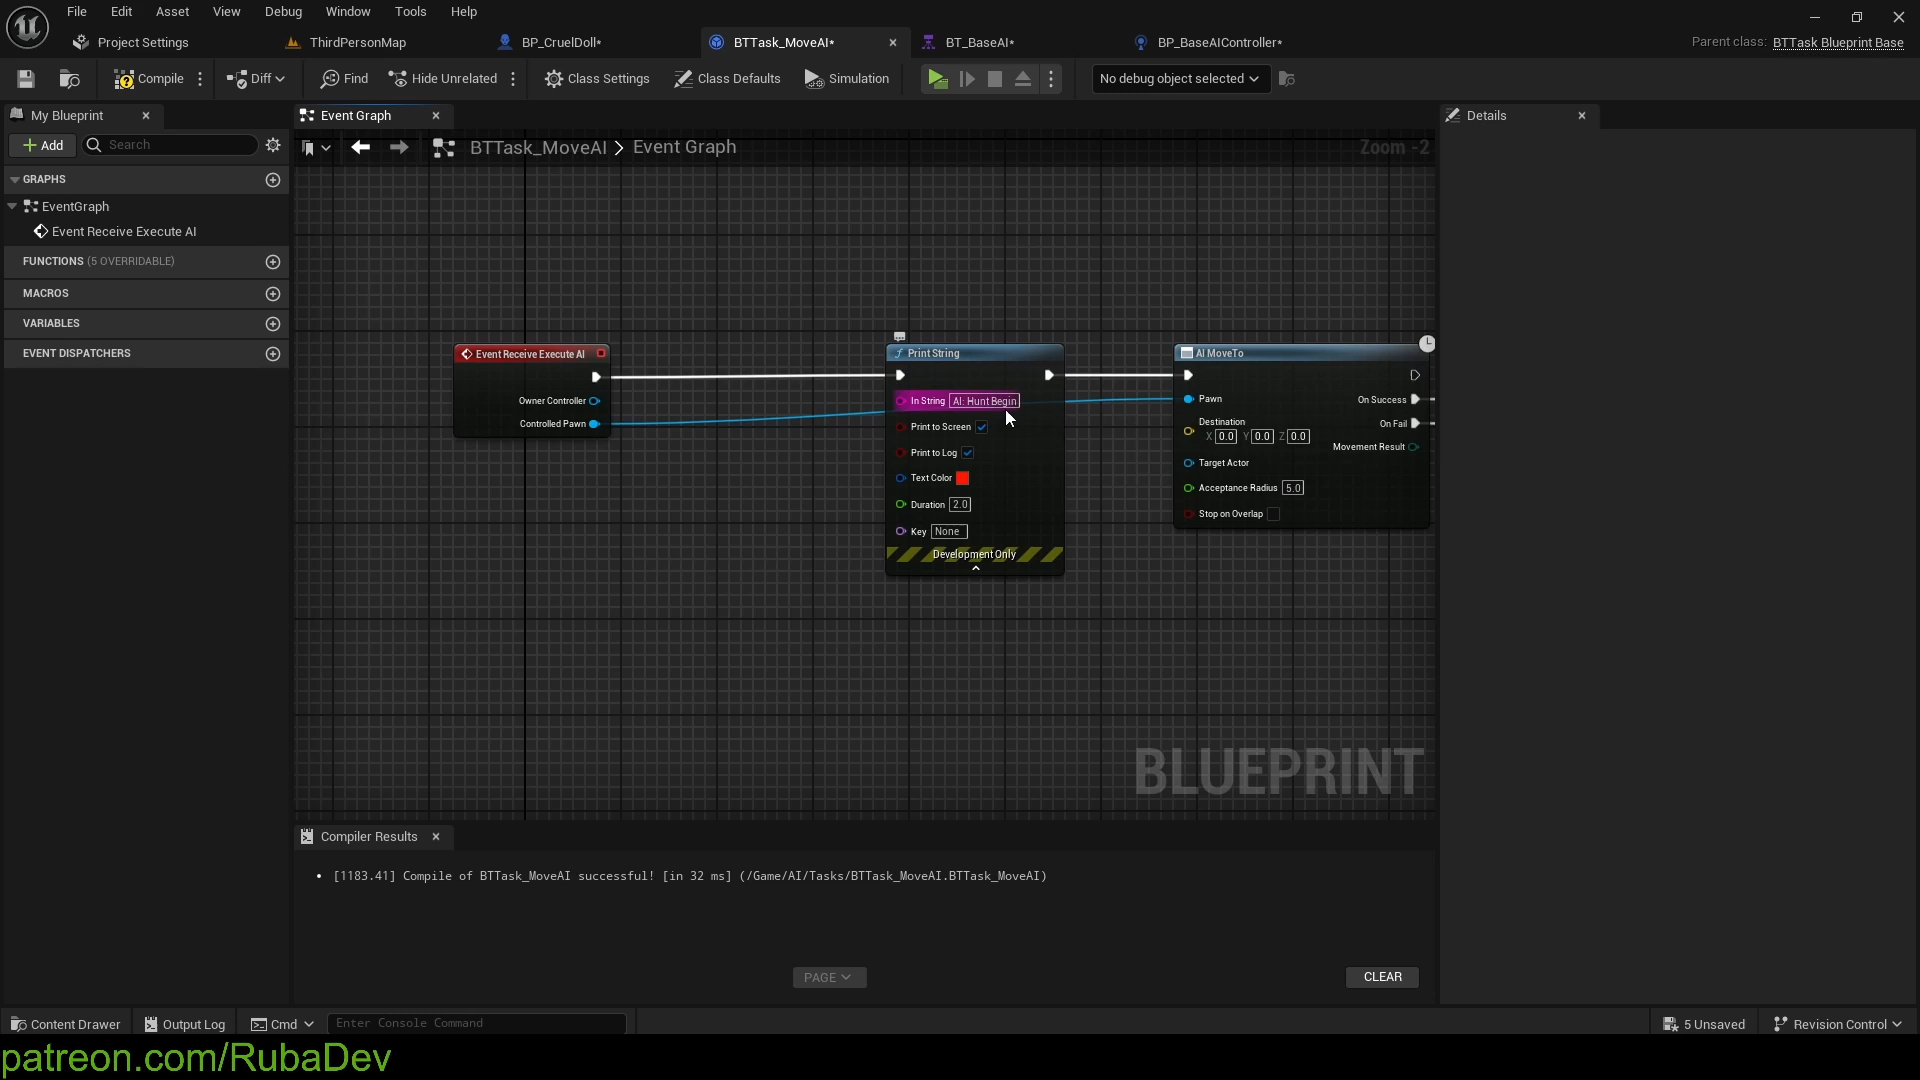 File Edit Asset View Debug Window Tools Help
Project Settings ThirdPersonMap BP_CruelDoll* BTTask_MoveAI* BT_BaseAI* BP_BaseAIController* Parent class: BTTask Blueprint Base
Compile Diff Find Hide Unrelated Class Settings Class Defaults Simulation No debug object selected
My Blueprint Event Graph Details
Add Search BTTask_MoveAI > Event Graph Zoom -2
GRAPHS
EventGraph
Event Receive Execute AI
FUNCTIONS (5 OVERRIDABLE)
MACROS
VARIABLES
EVENT DISPATCHERS
Event Receive Execute AI
Owner Controller
Controlled Pawn
Print String
In String AI: Hunt Begin
Print to Screen
Print to Log
Text Color
Duration 2.0
Key None
Development Only
AI MoveTo
Pawn On Success
Destination On Fail
X 0.0 Y 0.0 Z 0.0 Movement Result
Target Actor
Acceptance Radius 5.0
Stop on Overlap
BLUEPRINT
Compiler Results
• [1183.41] Compile of BTTask_MoveAI successful! [in 32 ms] (/Game/AI/Tasks/BTTask_MoveAI.BTTask_MoveAI)
PAGE CLEAR
Content Drawer Output Log Cmd Enter Console Command 5 Unsaved Revision Control
patreon.com/RubaDev